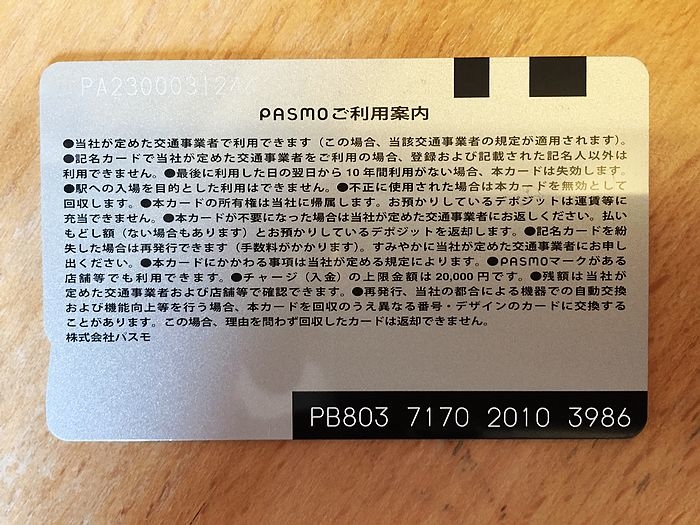 PA2300031244
PASMOご利用案内
●当社が定めた交通事業者で利用できます（この場合、当該交通事業者の規定が適用されます）。
●記名カードで当社が定めた交通事業者をご利用の場合、登録および記載された記名人以外は
利用できません。●最後に利用した日の翌日から10年間利用がない場合、本カードは失効します。
●駅への入場を目的とした利用はできません。●不正に使用された場合は本カードを無効として
回収します。●本カードの所有権は当社に帰属します。お預かりしているデポジットは運賃等に
充当できません。●本カードが不要になった場合は当社が定めた交通事業者にお返しください。払い
もどし額（ない場合もあります）とお預かりしているデポジットを返却します。●記名カードを紛
失した場合は再発行できます（手数料がかかります）。すみやかに当社が定めた交通事業者にお申し
出ください。●本カードにかかわる事項は当社が定める規定によります。●PASMOマークがある
店舗等でも利用できます。●チャージ（入金）の上限金額は20,000円です。●残額は当社が
定めた交通事業者および店舗等で確認できます。●再発行、当社の都合による機器での自動交換
および機能向上等を行う場合、本カードを回収のうえ異なる番号・デザインのカードに交換する
ことがあります。この場合、理由を問わず回収したカードは返却できません。
株式会社パスモ
PB803 7170 2010 3986